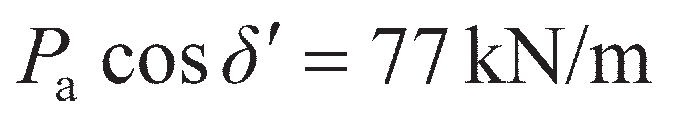 Pₐ cos δ′ = 77 kN/m